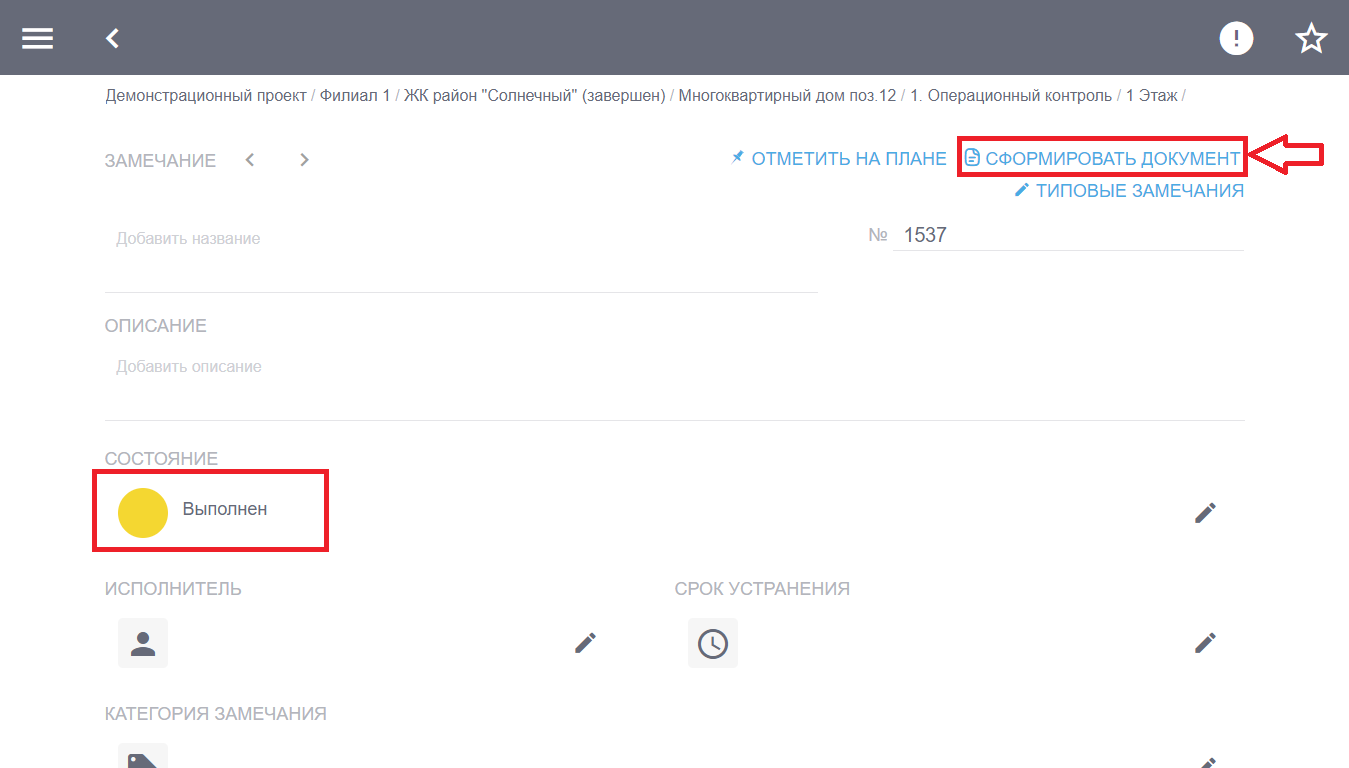 Демонстрационный проект / Филиал 1 / ЖК район "Солнечный" (завершен) / Многоквартирный дом поз.12 / 1. Операционный контроль / 1 Этаж /
ЗАМЕЧАНИЕ ОТМЕТИТЬ НА ПЛАНЕ СФОРМИРОВАТЬ ДОКУМЕНТ
ТИПОВЫЕ ЗАМЕЧАНИЯ
Добавить название № 1537
ОПИСАНИЕ
Добавить описание
СОСТОЯНИЕ
Выполнен
ИСПОЛНИТЕЛЬ СРОК УСТРАНЕНИЯ
КАТЕГОРИЯ ЗАМЕЧАНИЯ